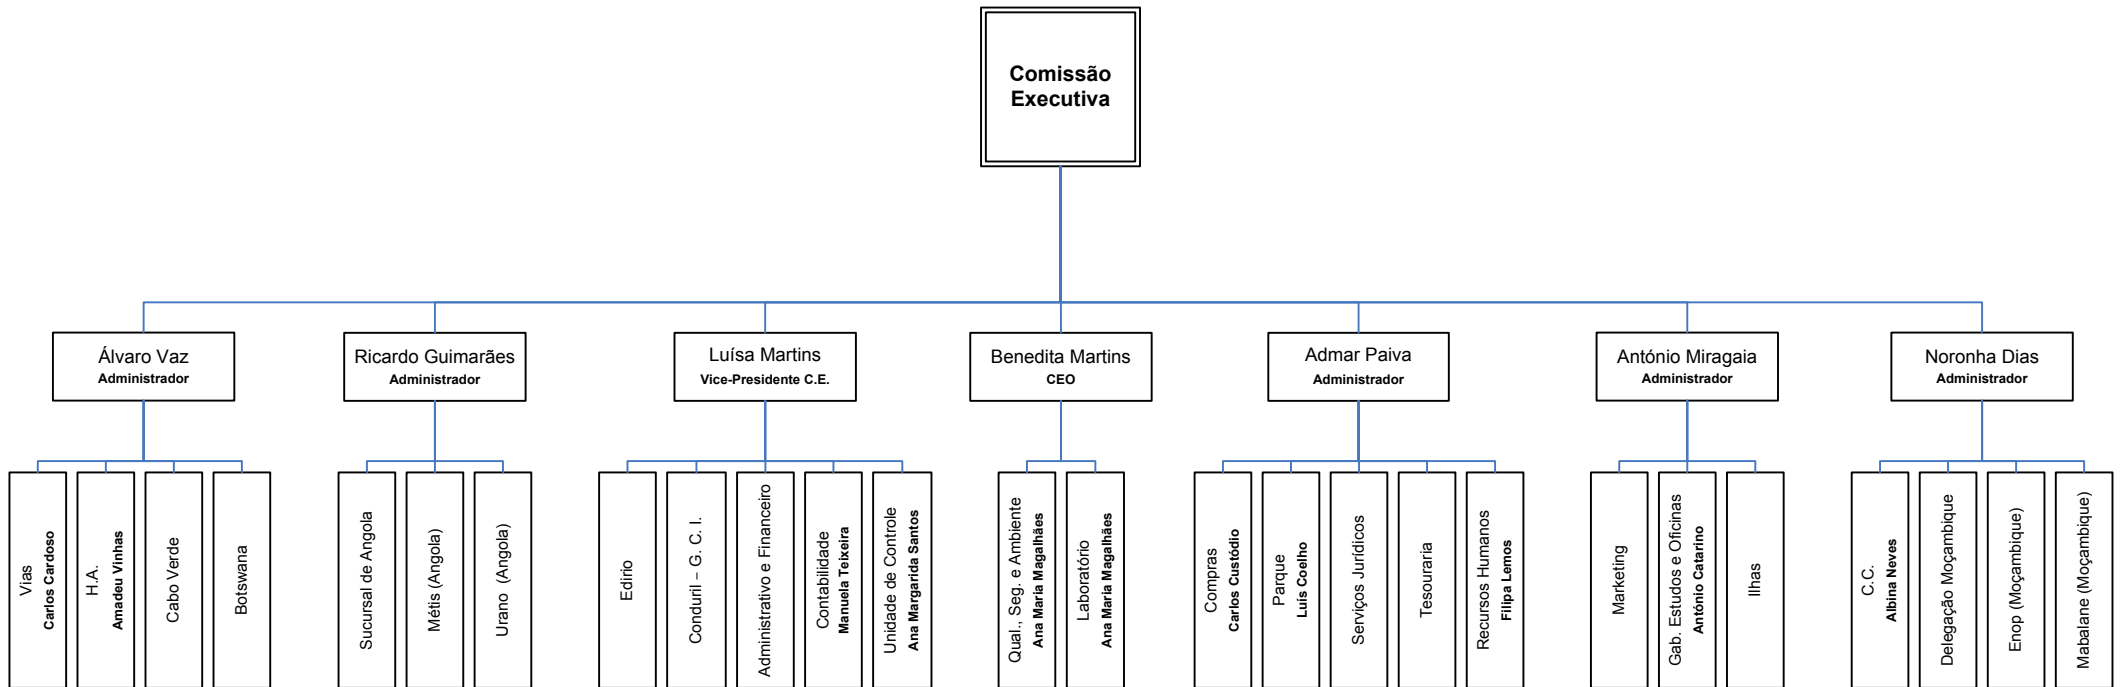 Comissão
Executiva
Álvaro Vaz
Administrador
Ricardo Guimarães
Administrador
Luísa Martins
Vice-Presidente C.E.
Benedita Martins
CEO
Admar Paiva
Administrador
António Miragaia
Administrador
Noronha Dias
Administrador
Vias
Carlos Cardoso
H.A.
Amadeu Vinhas
Cabo Verde
Botswana
Sucursal de Angola
Métis (Angola)
Urano (Angola)
Edirio
Conduril – G. C. I.
Administrativo e Financeiro
Contabilidade
Manuela Teixeira
Unidade de Controle
Ana Margarida Santos
Qual., Seg. e Ambiente
Ana Maria Magalhães
Laboratório
Ana Maria Magalhães
Compras
Carlos Custódio
Parque
Luís Coelho
Serviços Jurídicos
Tesouraria
Recursos Humanos
Filipa Lemos
Marketing
Gab. Estudos e Oficinas
António Catarino
Ilhas
C.C.
Albina Neves
Delegação Moçambique
Enop (Moçambique)
Mabalane (Moçambique)